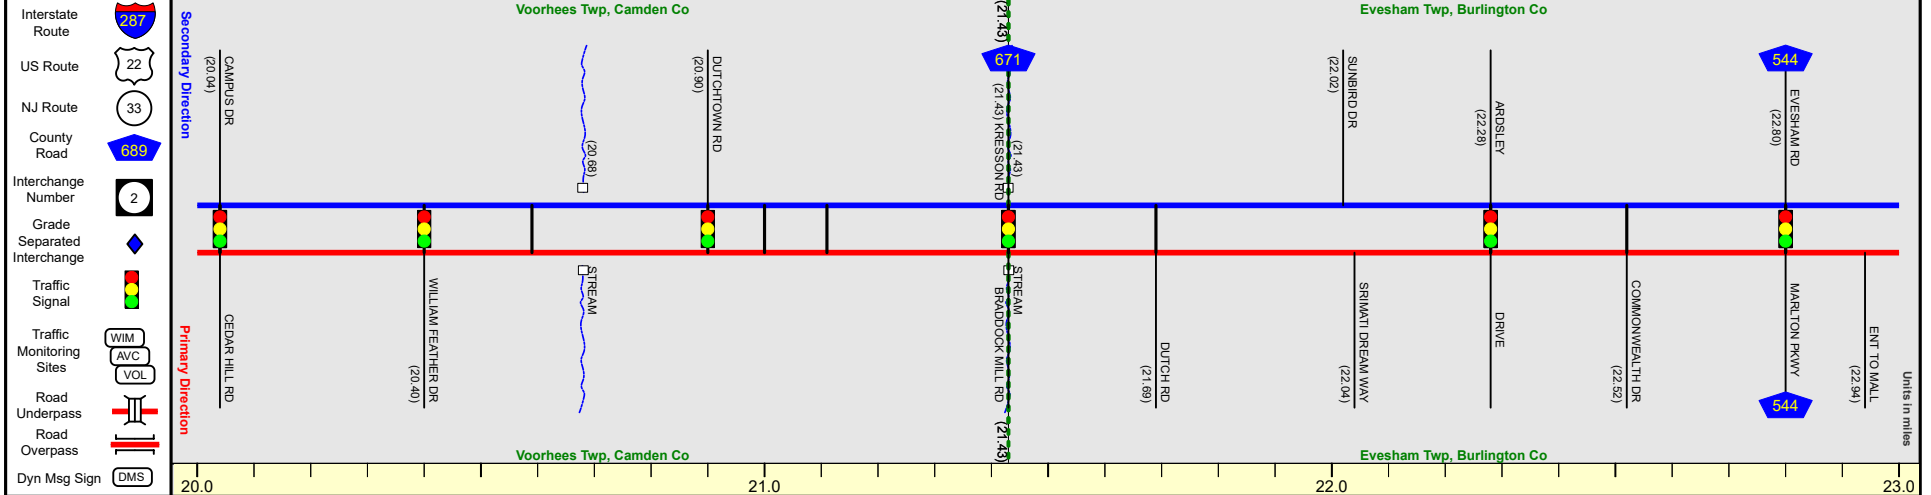 Interstate
Route
287
US Route
22
NJ Route
33
County
Road
689
Interchange
Number
2
Grade
Separated
Interchange
Traffic
Signal
Traffic
Monitoring
Sites
WIM
AVC
VOL
Road
Underpass
Road
Overpass
Dyn Msg Sign
DMS
Secondary Direction
Primary Direction
Voorhees Twp, Camden Co
(21.43)
Evesham Twp, Burlington Co
CAMPUS DR
(20.04)
(20.68)
DUTCHTOWN RD
(20.90)
671
(21.43) KRESSON RD
(21.43)
SUNBIRD DR
(22.02)
ARDSLEY
(22.28)
544
EVESHAM RD
(22.80)
CEDAR HILL RD
WILLIAM FEATHER DR
(20.40)
STREAM
STREAM
BRADDOCK MILL RD
(21.43)
DUTCH RD
(21.69)
SRIMATI DREAM WAY
(22.04)
DRIVE
COMMONWEALTH DR
(22.52)
MARLTON PKWY
544
ENT TO MALL
(22.94)
Units in miles
Voorhees Twp, Camden Co
Evesham Twp, Burlington Co
20.0
21.0
22.0
23.0